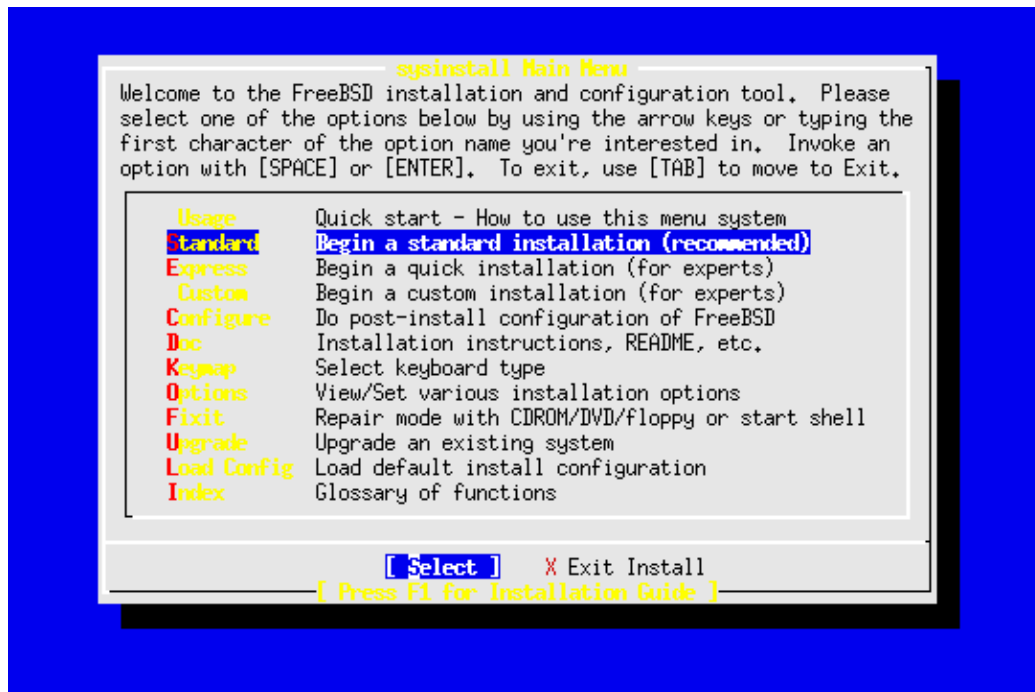 sysinstall Main Menu
Welcome to the FreeBSD installation and configuration tool.  Please
select one of the options below by using the arrow keys or typing the
first character of the option name you're interested in.  Invoke an
option with [SPACE] or [ENTER].  To exit, use [TAB] to move to Exit.
Usage Quick start - How to use this menu system
Standard Begin a standard installation (recommended)
Express Begin a quick installation (for experts)
Custom Begin a custom installation (for experts)
Configure Do post-install configuration of FreeBSD
Doc Installation instructions, README, etc.
Keymap Select keyboard type
Options View/Set various installation options
Fixit Repair mode with CDROM/DVD/floppy or start shell
Upgrade Upgrade an existing system
Load Config Load default install configuration
Index Glossary of functions
[ Select ] X Exit Install
[ Press F1 for Installation Guide ]